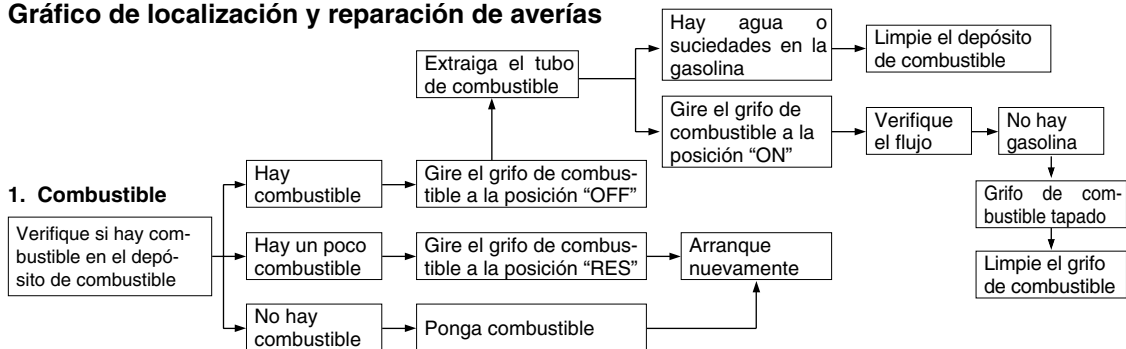 Gráfico de localización y reparación de averías
Hay agua o
suciedades en la
gasolina
Limpie el depósito
de combustible
Extraiga el tubo
de combustible
Gire el grifo de
combustible a la
posición “ON”
Verifique
el flujo
No hay
gasolina
Grifo de com-
bustible tapado
Limpie el grifo
de combustible
1. Combustible
Verifique si hay com-
bustible en el depó-
sito de combustible
Hay
combustible
Gire el grifo de combus-
tible a la posición “OFF”
Hay un poco
combustible
Gire el grifo de combus-
tible a la posición “RES”
Arranque
nuevamente
No hay
combustible
Ponga combustible